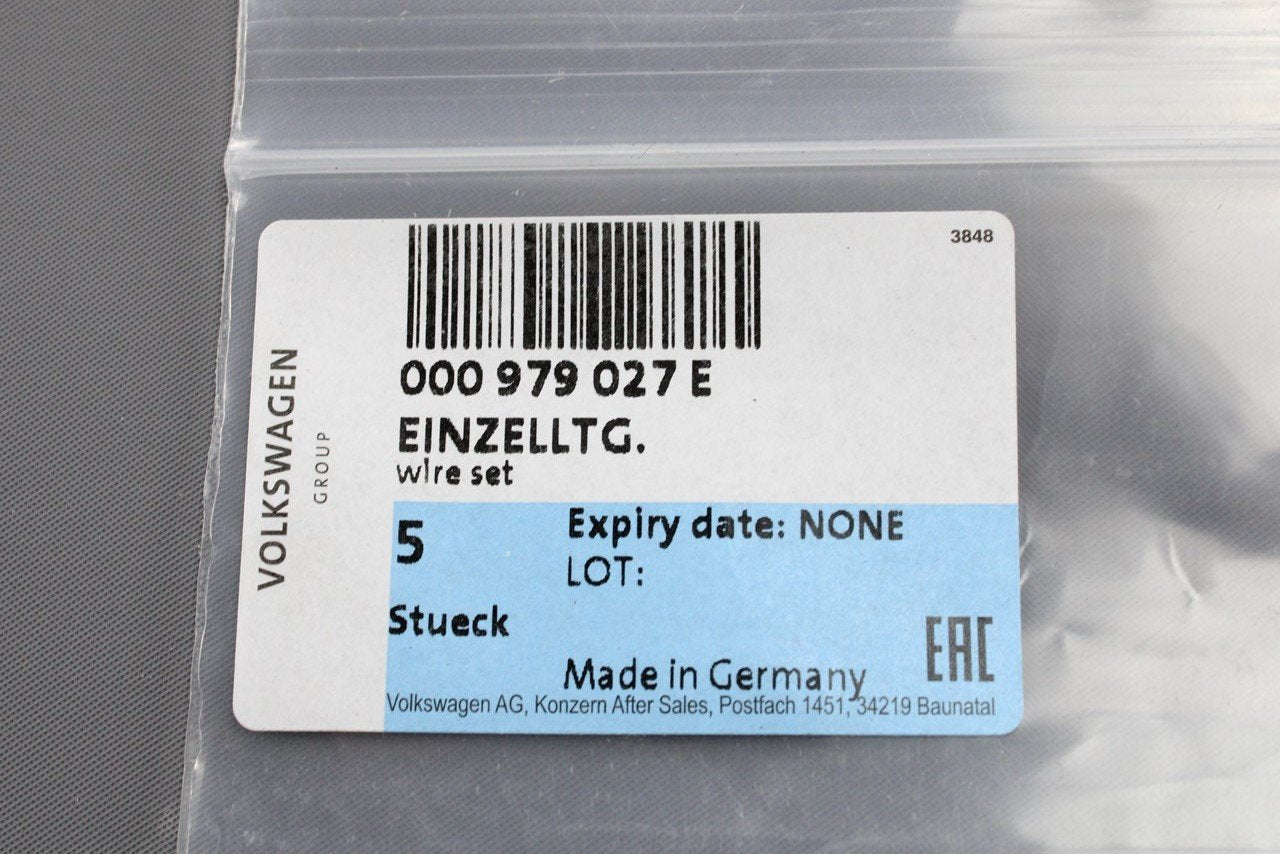 3848
VOLKSWAGEN
GROUP
000 979 027 E
EINZELLTG.
wire set
5
Expiry date: NONE
LOT:
Stueck
EAC
Made in Germany
Volkswagen AG, Konzern After Sales, Postfach 1451, 34219 Baunatal